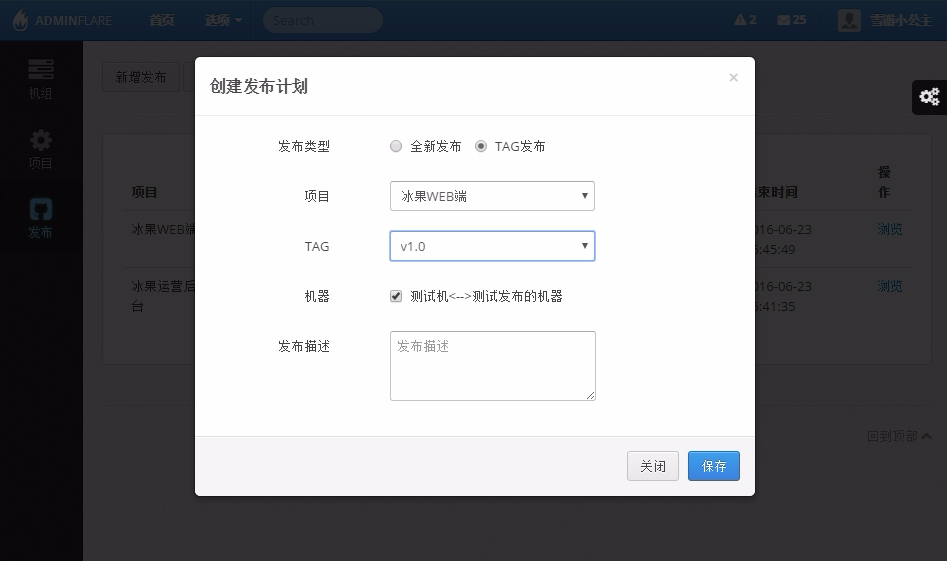 ADMINFLARE 首页 选项 Search 2 25 雪碧小公主
机组
项目
发布
新增发布
创建发布计划 ×
发布类型 全新发布 TAG发布
项目 冰果WEB端
TAG v1.0
机器 测试机<-->测试发布的机器
发布描述 发布描述
关闭 保存
项目 束时间 操作
冰果WEB端 016-06-23 5:45:49 浏览
冰果运营后台 016-06-23 5:41:35 浏览
回到顶部